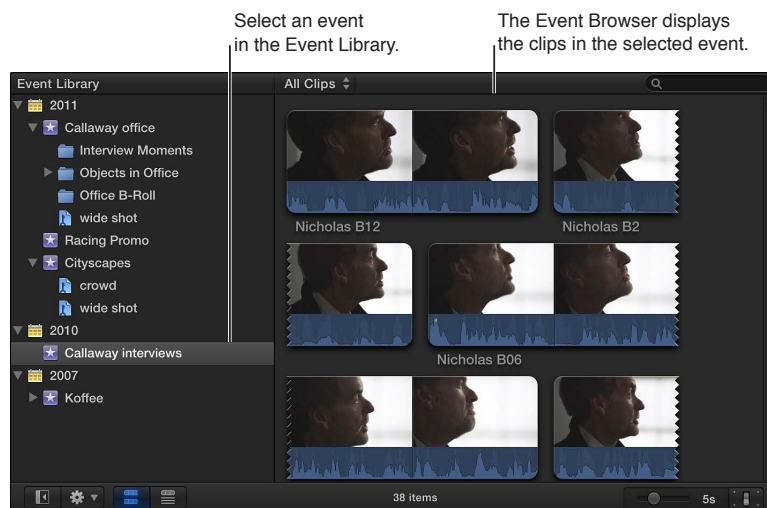 Select an event
in the Event Library.
The Event Browser displays
the clips in the selected event.
Event Library
All Clips
2011
Callaway office
Interview Moments
Objects in Office
Office B-Roll
wide shot
Racing Promo
Cityscapes
crowd
wide shot
2010
Callaway interviews
2007
Koffee
Nicholas B12
Nicholas B2
Nicholas B06
38 items
5s